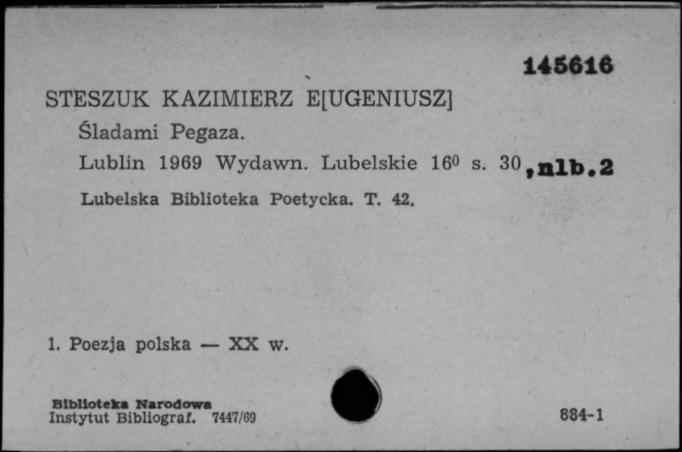 145616
STESZUK KAZIMIERZ E[UGENIUSZ]
Śladami Pegaza.
Lublin 1969 Wydawn. Lubelskie 16⁰ s. 30, nlb.2
Lubelska Biblioteka Poetycka. T. 42.
1. Poezja polska — XX w.
Biblioteka Narodowa
Instytut Bibliograf. 7447/69
884-1